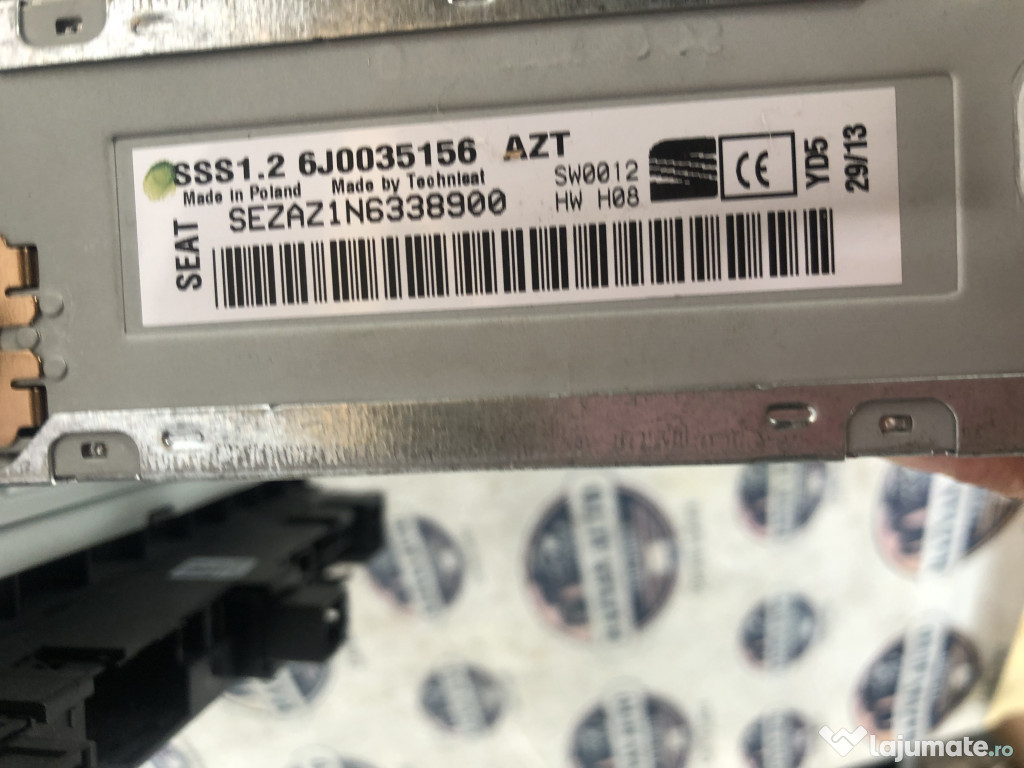 SSS1.2 6J0035156 AZT
Made in Poland Made by Technisat
SEZAZ1N6338900
SW0012
HW H08
CE
YD5
29/13
SEAT
lajumate.ro